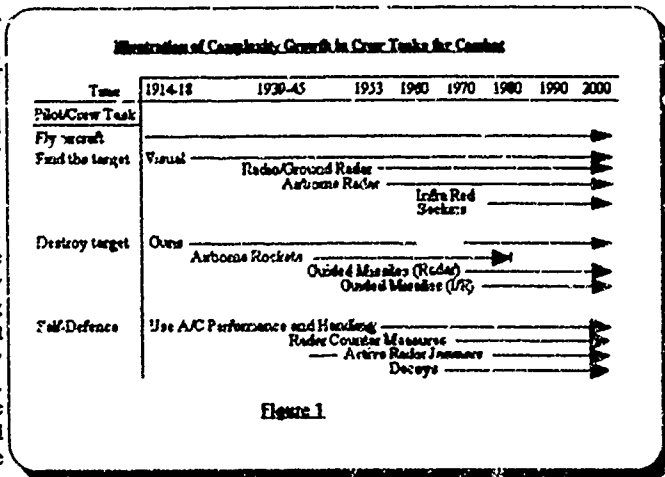 Illustration of Complexity Growth in Crew Tasks for Combat
Time 1914-18 1939-45 1953 1960 1970 1980 1990 2000
Pilot/Crew Task
Fly aircraft
Find the target Visual
Radio/Ground Radar
Airborne Radar
Infra Red
Seekers
Destroy target Guns
Airborne Rockets
Guided Missiles (Radar)
Guided Missiles (I/R)
Self-Defence Use A/C Performance and Handling
Radar Counter Measures
Active Radar Jammers
Decoys
Figure 1